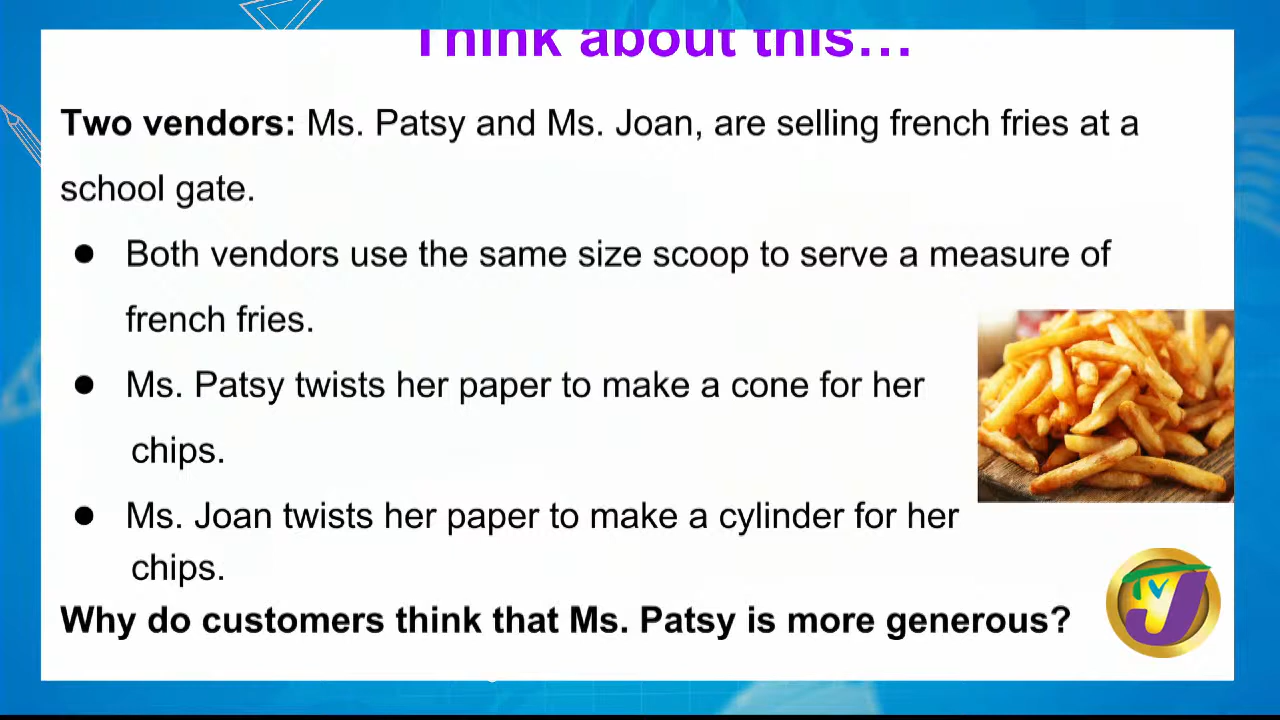 Think about this...
Two vendors: Ms. Patsy and Ms. Joan, are selling french fries at a
school gate.
● Both vendors use the same size scoop to serve a measure of
french fries.
● Ms. Patsy twists her paper to make a cone for her
chips.
● Ms. Joan twists her paper to make a cylinder for her
chips.
Why do customers think that Ms. Patsy is more generous?
TVJ